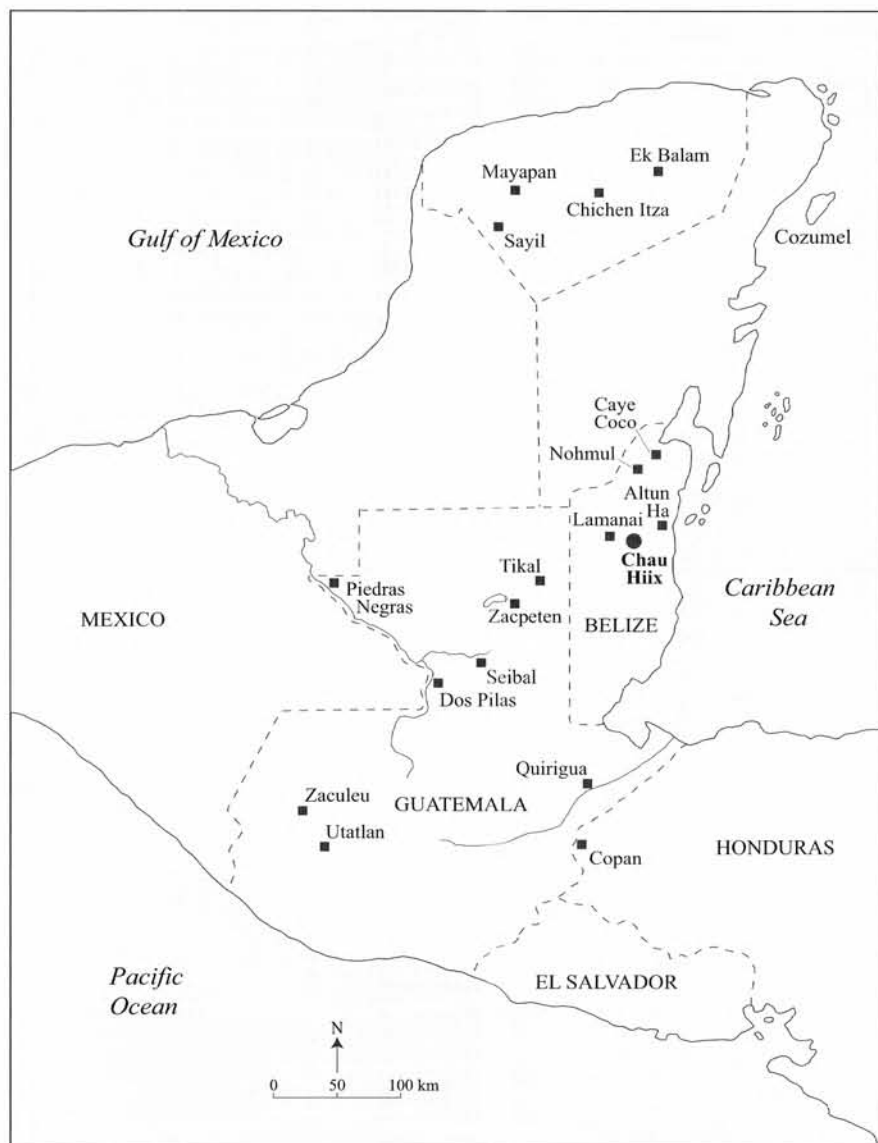 Ek Balam
Mayapan
Chichen Itza
Gulf of Mexico
Sayil
Cozumel
Caye
Coco
Nohmul
Altun
Ha
Lamanai
Chau
Hiix
Tikal
Piedras
Negras
Zacpeten
Caribbean
Sea
MEXICO
BELIZE
Seibal
Dos Pilas
Quirigua
Zaculeu
GUATEMALA
Utatlan
HONDURAS
Copan
Pacific
Ocean
EL SALVADOR
N
0 50 100 km